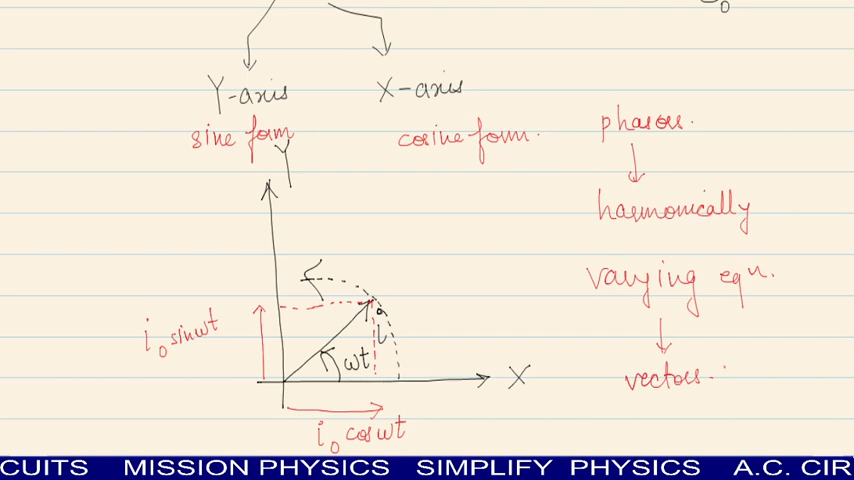 Y-axis X-axis
sine form cosine form.
phasors.
harmonically
varying eqn.
vectors.
Y
i₀ sinωt
i₀
ωt
X
i₀ cosωt
CUITS MISSION PHYSICS SIMPLIFY PHYSICS A.C. CIR